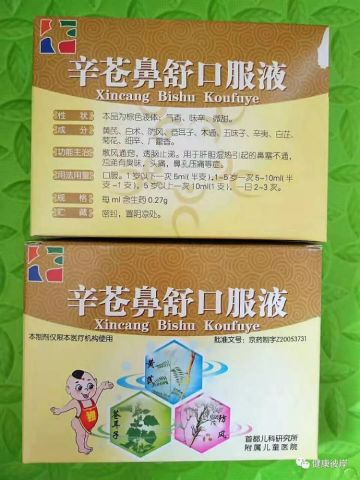 辛苍鼻舒口服液
Xincang Bishu Koufuye
性 状 本品为棕色液体；气香、味辛、微甜。
成 分 黄芪、白术、防风、苍耳子、木通、五味子、辛夷、白芷、
菊花、细辛、广藿香。
功能主治 散风通窍，透脑止涕。用于肝胆湿热引起的鼻塞不通，
浊涕有臭味，头痛，鼻孔压痛等症。
用法用量 口服。1岁以下一次5ml(半支),1-5岁一次5-10ml(半
支-1支)，5岁以上一次10ml(1支)，一日2-3次。
规 格 每ml含生药0.27g
贮 藏 密封，置阴凉处。
辛苍鼻舒口服液
Xincang Bishu Koufuye
本制剂仅限本医疗机构使用
批准文号：京药制字Z20053731
黄芪
苍耳子
防风
首都儿科研究所
附属儿童医院
健康彼岸